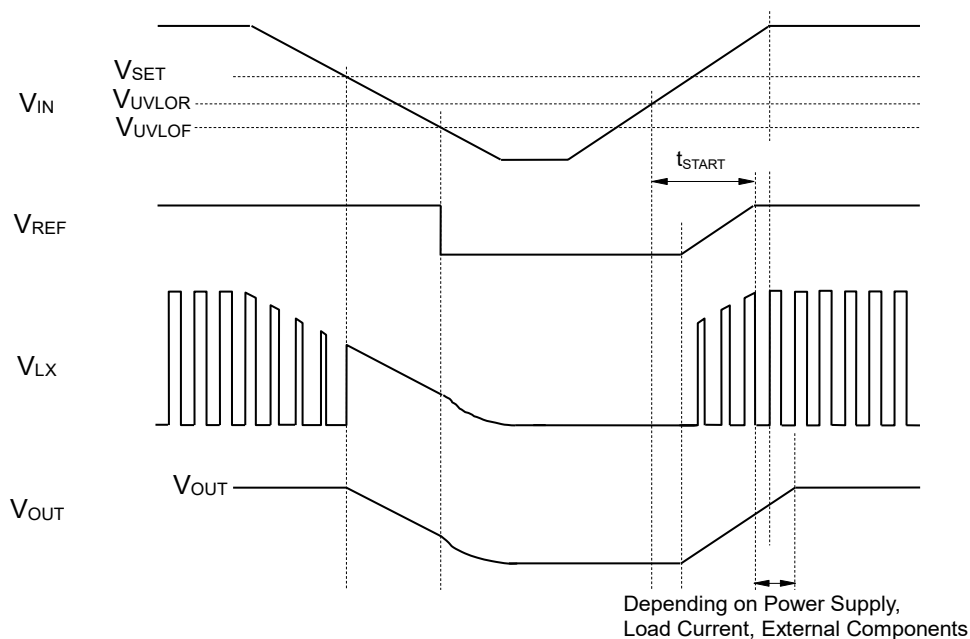 VSET
VIN
VUVLOR
VUVLOF
tSTART
VREF
VLX
VOUT
VOUT
Depending on Power Supply,
Load Current, External Components